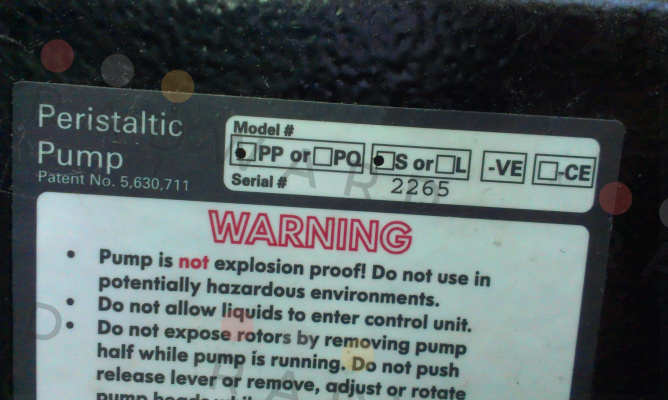 Peristaltic
Pump
Patent No. 5,630,711
Model #
PP or PQ S or L -VE -CE
Serial # 2265
WARNING
• Pump is not explosion proof! Do not use in
potentially hazardous environments.
• Do not allow liquids to enter control unit.
• Do not expose rotors by removing pump
half while pump is running. Do not push
release lever or remove, adjust or rotate
pump heads